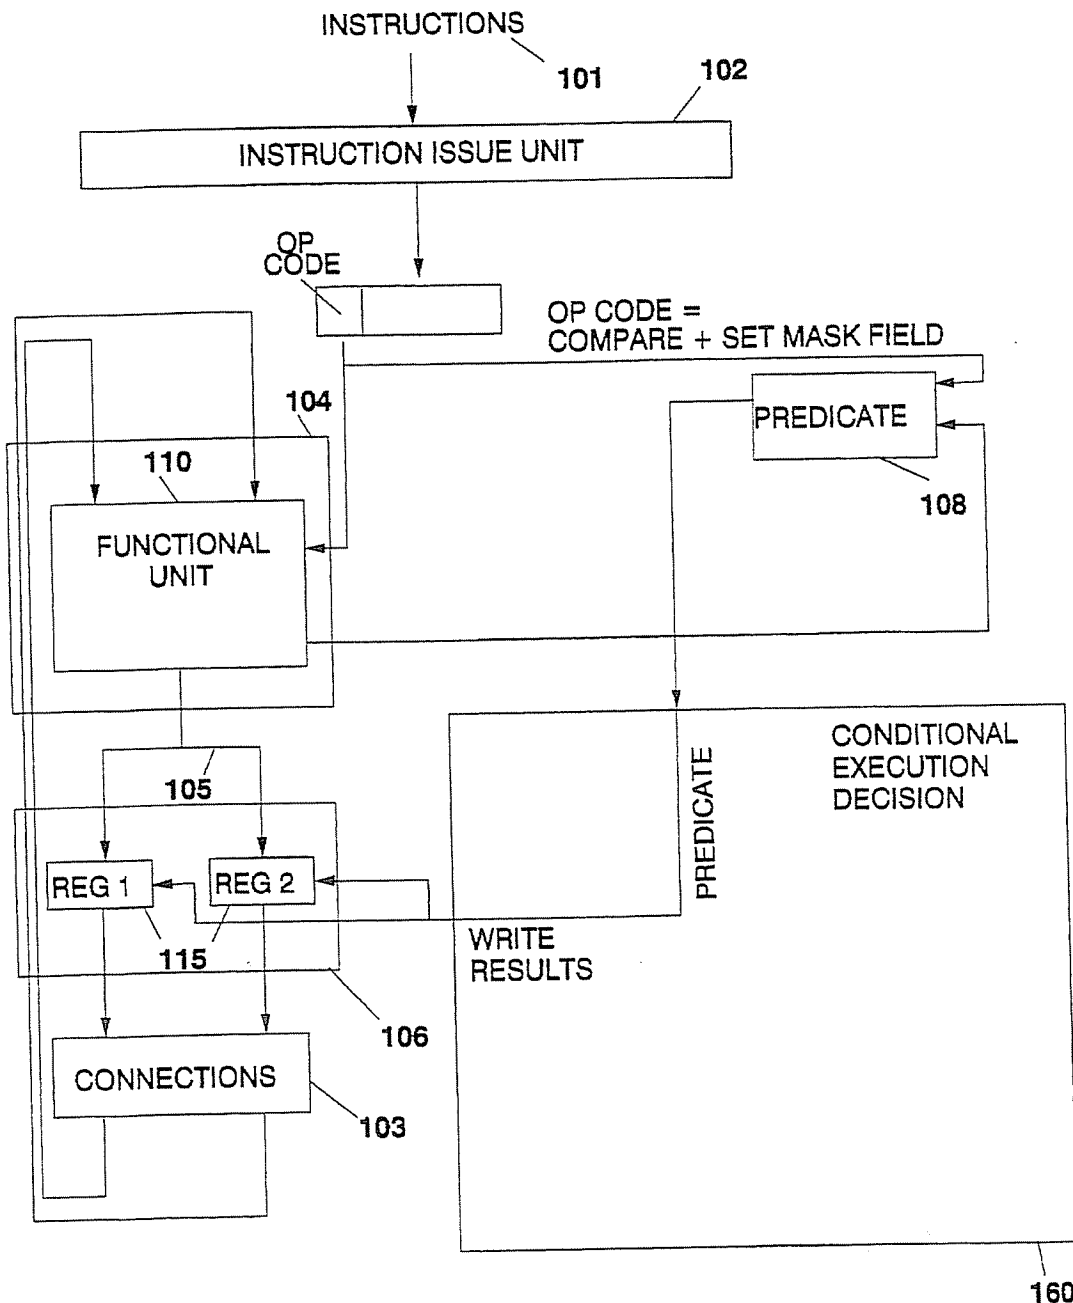 INSTRUCTIONS
101
102
INSTRUCTION ISSUE UNIT
OP
CODE
OP CODE =
COMPARE + SET MASK FIELD
104
PREDICATE
110
108
FUNCTIONAL
UNIT
CONDITIONAL
EXECUTION
DECISION
PREDICATE
105
REG 1
REG 2
115
WRITE
RESULTS
106
CONNECTIONS
103
160